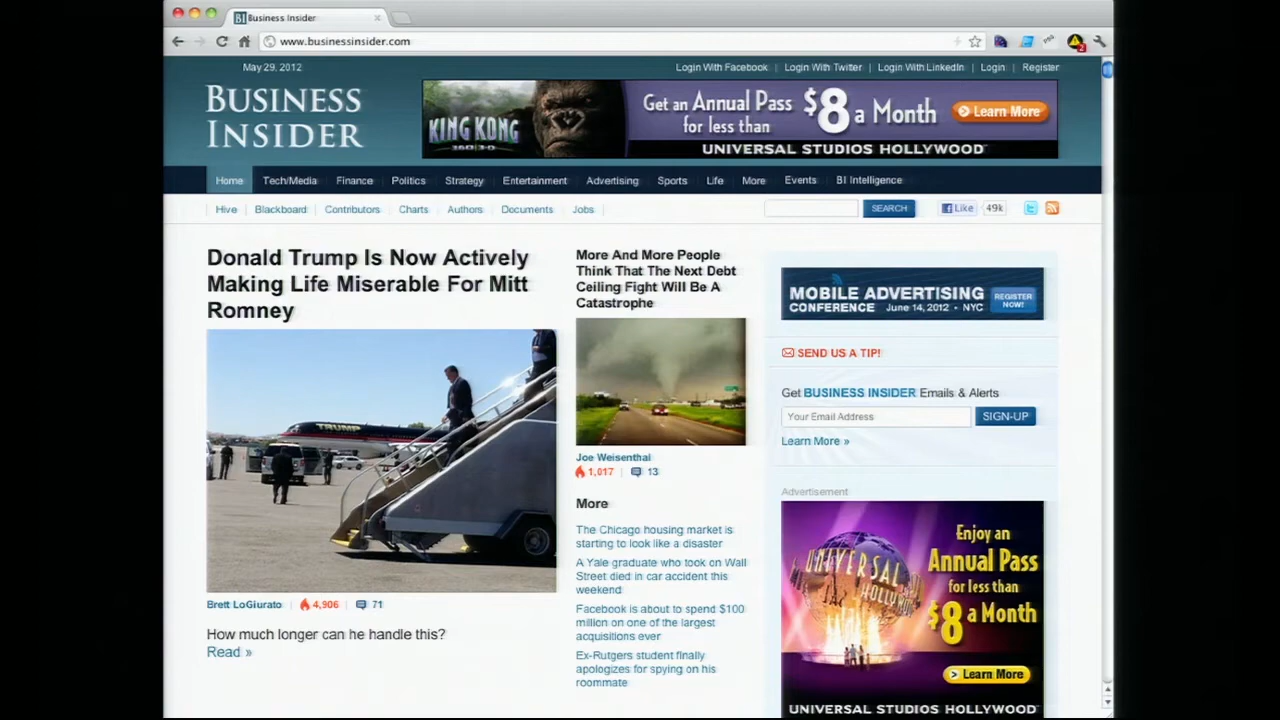 Business Insider
www.businessinsider.com
May 29, 2012
Login With Facebook | Login With Twitter | Login With LinkedIn | Login | Register
BUSINESS
INSIDER
KING KONG
360|3-D
Get an Annual Pass
for less than
$8 a Month
Learn More
UNIVERSAL STUDIOS HOLLYWOOD
Home Tech/Media Finance Politics Strategy Entertainment Advertising Sports Life More Events BI Intelligence
Hive | Blackboard | Contributors | Charts | Authors | Documents | Jobs |
SEARCH
Like 49k
Donald Trump Is Now Actively
Making Life Miserable For Mitt
Romney
TRUMP
Brett LoGiurato | 4,906 | 71
How much longer can he handle this?
Read »
More And More People
Think That The Next Debt
Ceiling Fight Will Be A
Catastrophe
Joe Weisenthal
1,017 | 13
More
The Chicago housing market is
starting to look like a disaster
A Yale graduate who took on Wall
Street died in car accident this
weekend
Facebook is about to spend $100
million on one of the largest
acquisitions ever
Ex-Rutgers student finally
apologizes for spying on his
roommate
MOBILE ADVERTISING
CONFERENCE June 14, 2012 • NYC
REGISTER
NOW!
SEND US A TIP!
Get BUSINESS INSIDER Emails & Alerts
Your Email Address
SIGN-UP
Learn More »
Advertisement
UNIVERSAL
HOLLYWOOD
Enjoy an
Annual Pass
for less than
$8 a Month
Learn More
UNIVERSAL STUDIOS HOLLYWOOD